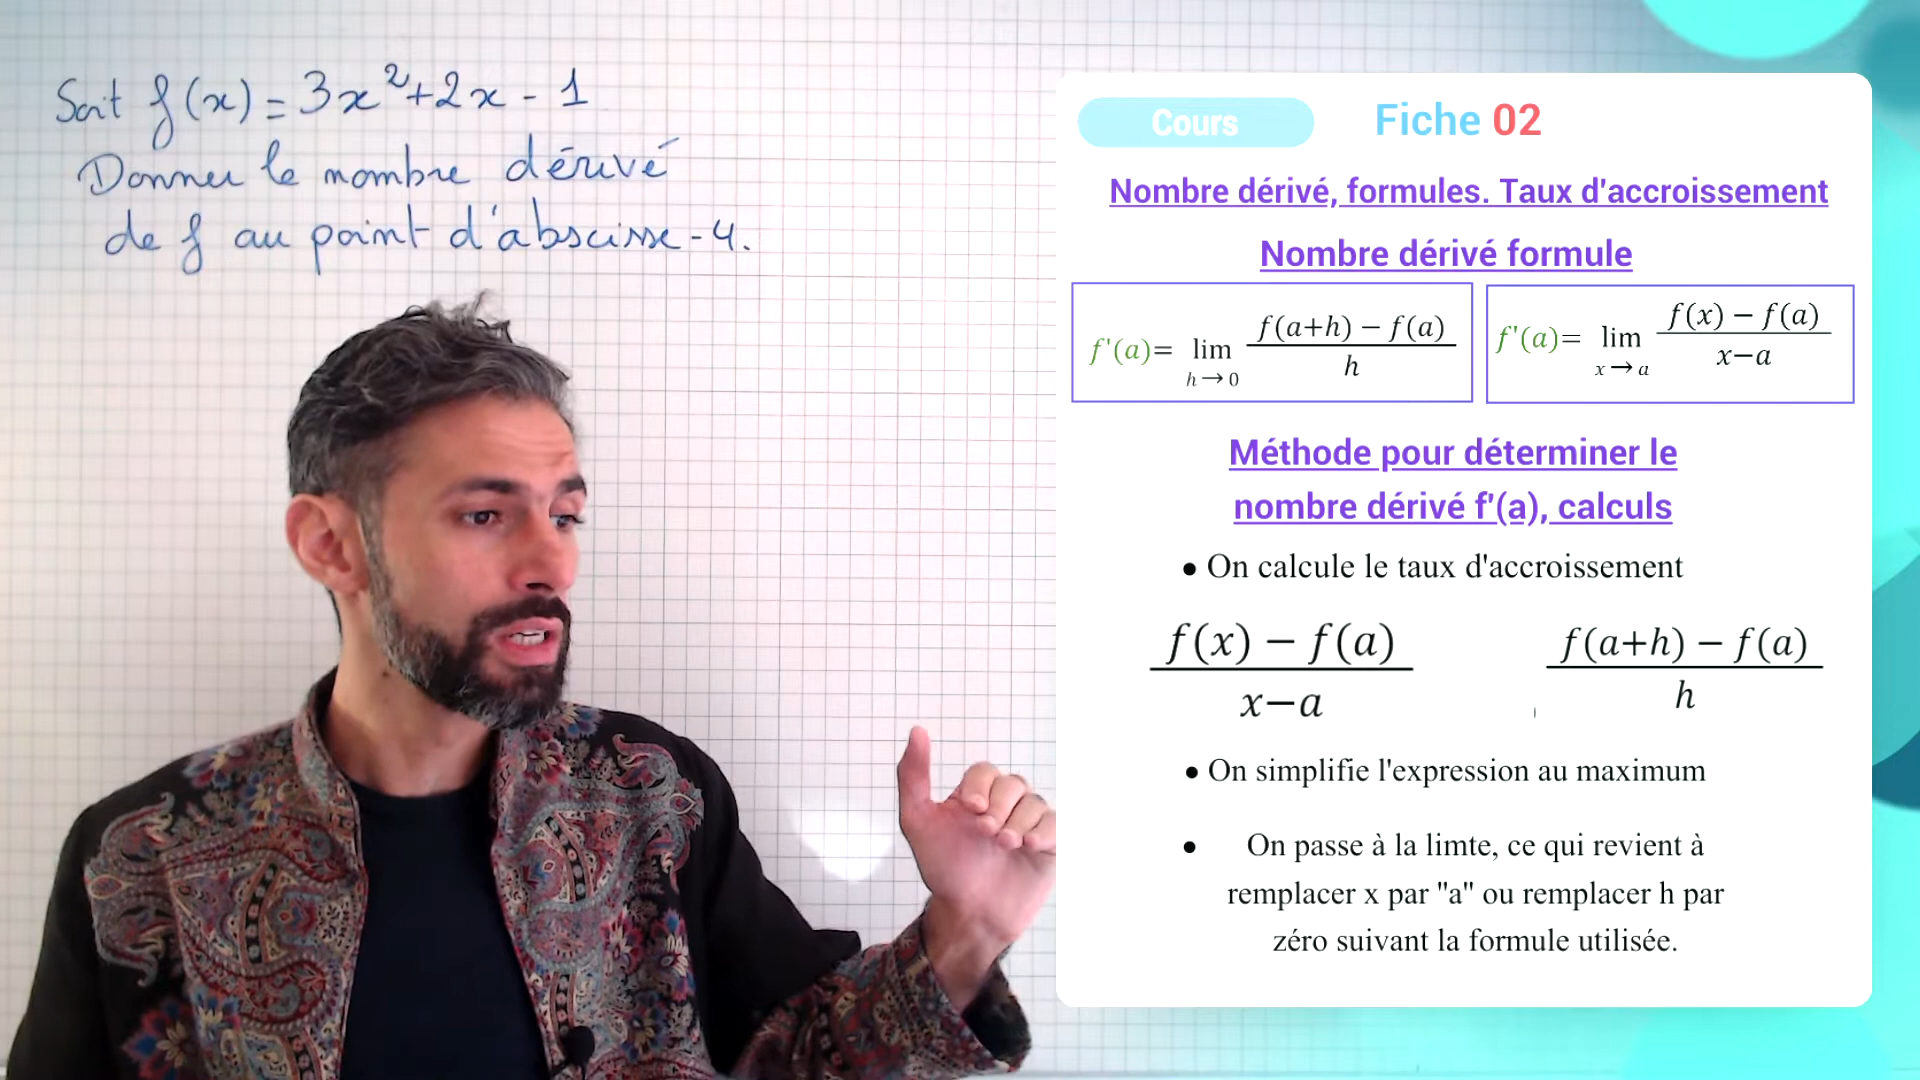 Soit f(x) = 3x²+2x - 1
Donner le nombre dérivé
de f au point d'abscisse -4.
Cours
Fiche 02
Nombre dérivé, formules. Taux d'accroissement
Nombre dérivé formule
f'(a)= lim h→0 f(a+h) − f(a) / h
f'(a)= lim x→a f(x) − f(a) / x−a
Méthode pour déterminer le
nombre dérivé f'(a), calculs
• On calcule le taux d'accroissement
f(x) − f(a) / x−a
f(a+h) − f(a) / h
• On simplifie l'expression au maximum
• On passe à la limte, ce qui revient à
remplacer x par "a" ou remplacer h par
zéro suivant la formule utilisée.